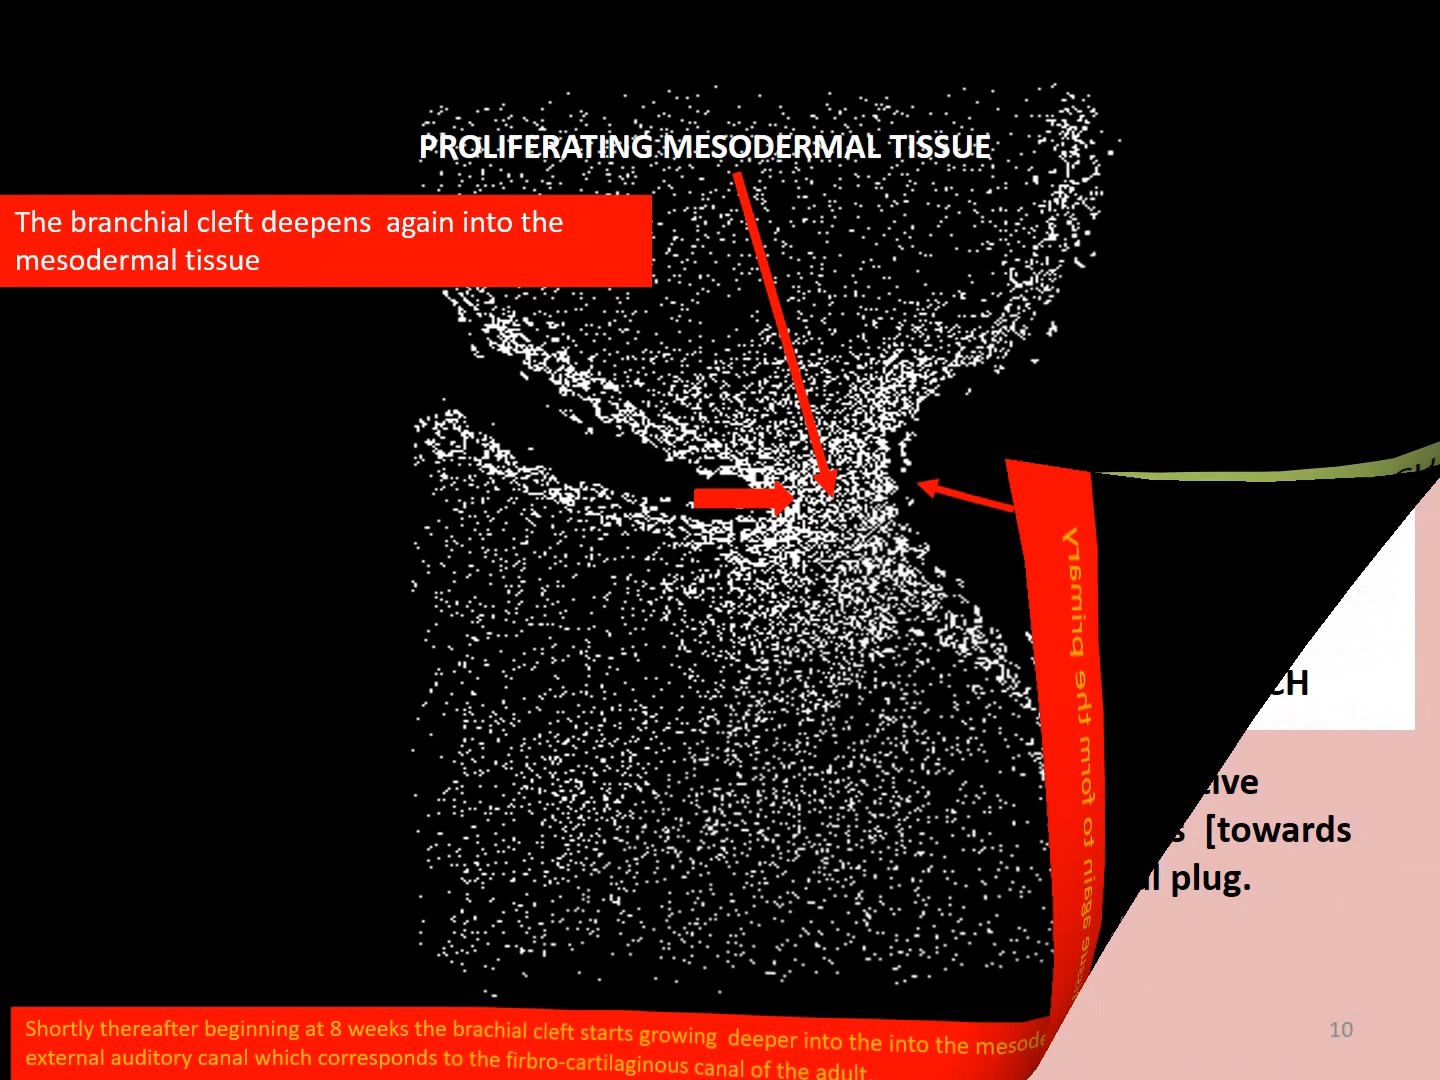 PROLIFERATING MESODERMAL TISSUE
The branchial cleft deepens again into the
mesodermal tissue
Shortly thereafter beginning at 8 weeks the brachial cleft starts growing deeper into the into the
external auditory canal which corresponds to the firbro-cartilaginous canal of the adult.
again to form the primary
[towards
plug.
10